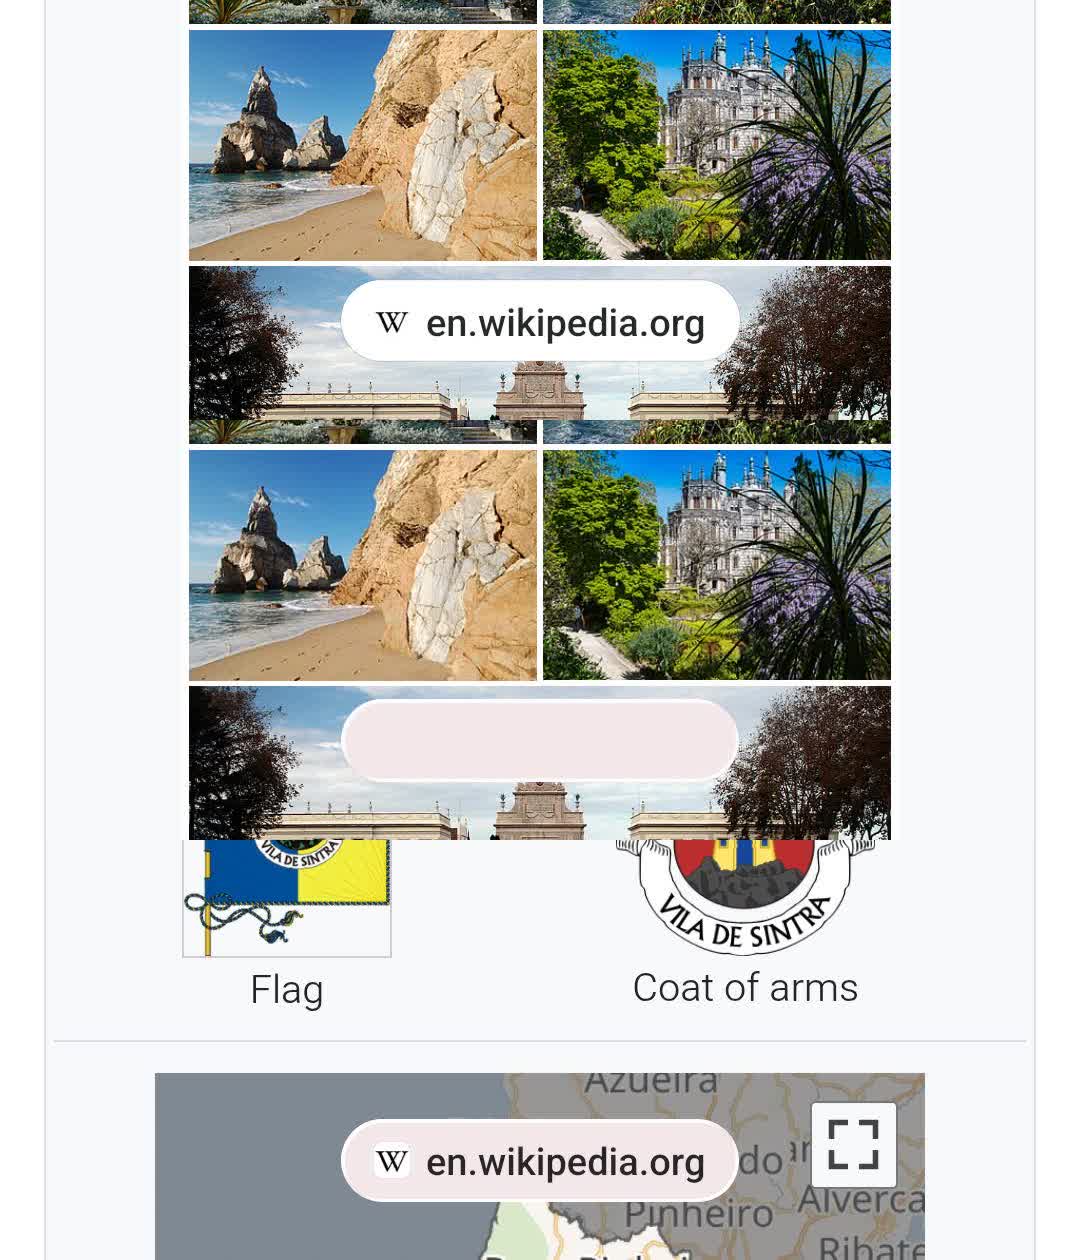 W en.wikipedia.org
VILA DE SINTRA
VILA DE SINTRA
Flag
Coat of arms
Azueira
W en.wikipedia.org
do
Pinheiro
Alverca
Ribate